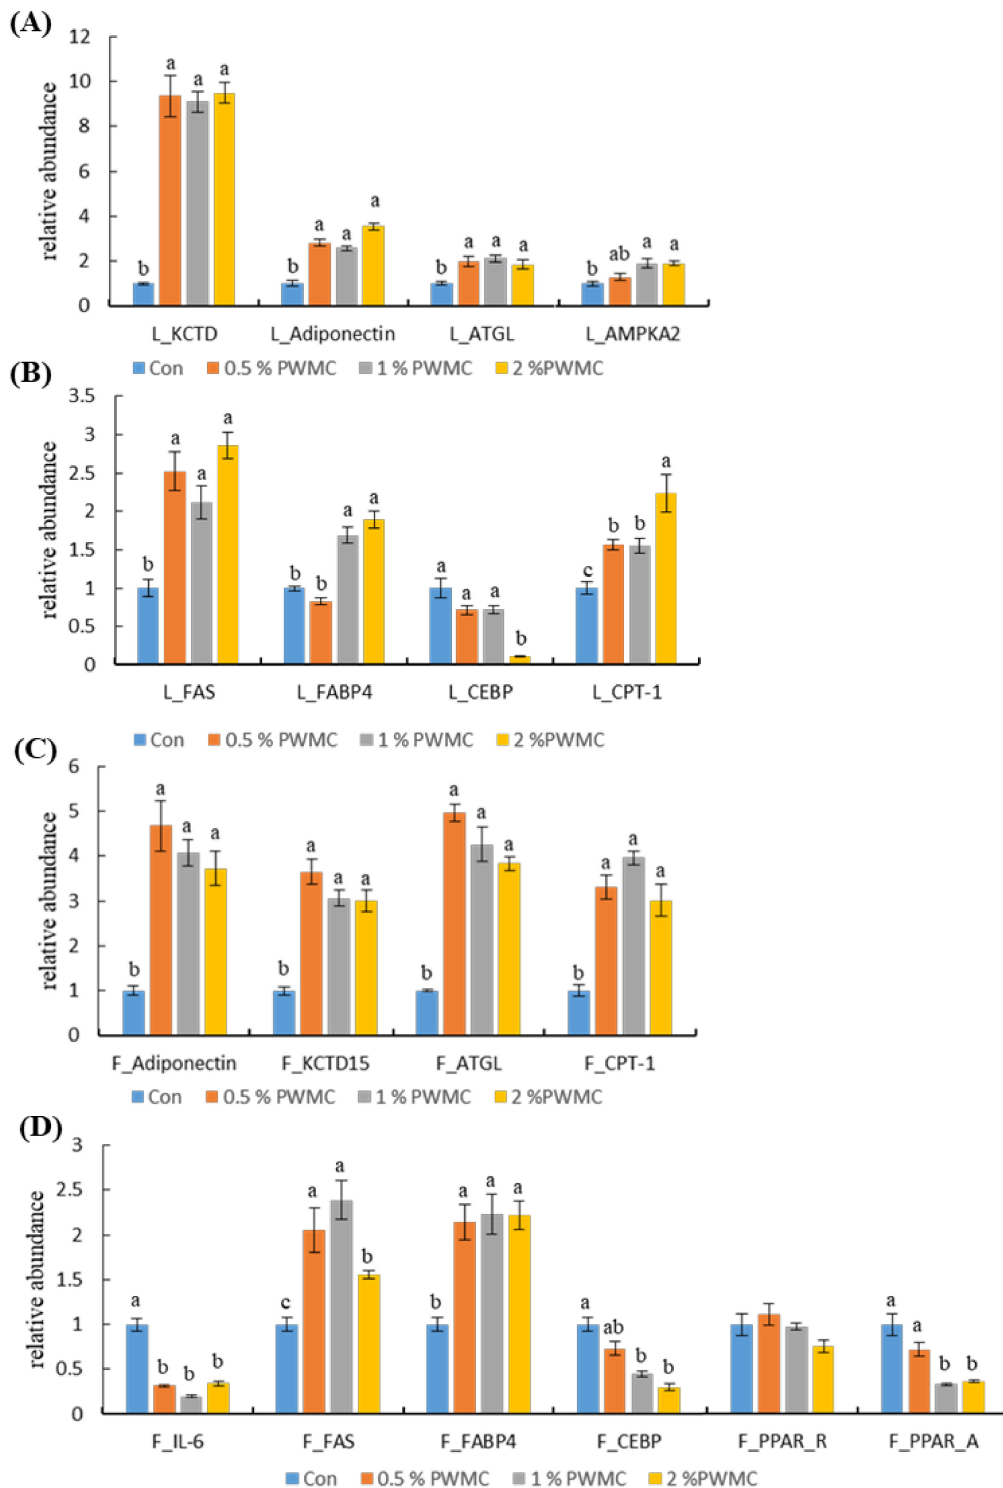 (A)
12
10
8
6
4
2
0
relative abundance
b a a a
b a a a
b a a a
b ab a a
L_KCTD L_Adiponectin L_ATGL L_AMPKA2
Con 0.5 % PWMC 1 % PWMC 2 %PWMC
(B)
3.5
3
2.5
2
1.5
1
0.5
0
relative abundance
b a a a
b b a a
a a a b
c b b a
L_FAS L_FABP4 L_CEBP L_CPT-1
Con 0.5 % PWMC 1 % PWMC 2 %PWMC
(C)
6
5
4
3
2
1
0
relative abundance
b a a a
b a a a
b a a a
b a a a
F_Adiponectin F_KCTD15 F_ATGL F_CPT-1
Con 0.5 % PWMC 1 % PWMC 2 %PWMC
(D)
3
2.5
2
1.5
1
0.5
0
relative abundance
a b b b
c a a b
b a a a
a ab b b
a a b b
F_IL-6 F_FAS F_FABP4 F_CEBP F_PPAR_R F_PPAR_A
Con 0.5 % PWMC 1 % PWMC 2 %PWMC